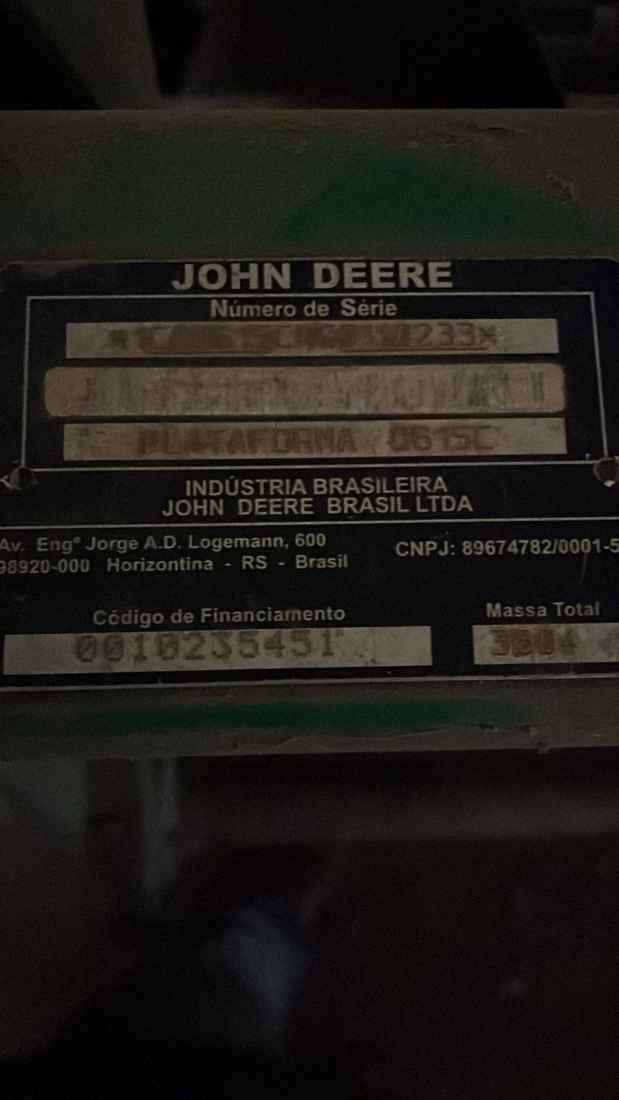 JOHN DEERE
Número de Série
PLATAFORMA 0615C
INDÚSTRIA BRASILEIRA
JOHN DEERE BRASIL LTDA
Av. Engº Jorge A.D. Logemann, 600
98920-000 Horizontina - RS - Brasil
CNPJ: 89674782/0001-5
Código de Financiamento
0010235451
Massa Total